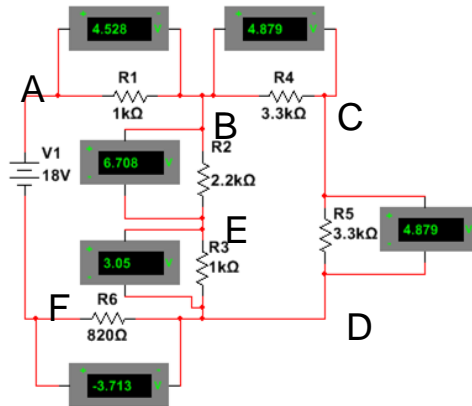 + 4.528 - V
+ 4.879 - V
A
R1
1kΩ
R4
3.3kΩ
B
C
V1
18V
+ 6.708 - V
R2
2.2kΩ
E
+ 3.05 - V
R3
1kΩ
R5
3.3kΩ
+ 4.879 - V
F
R6
820Ω
D
+ -3.713 - V